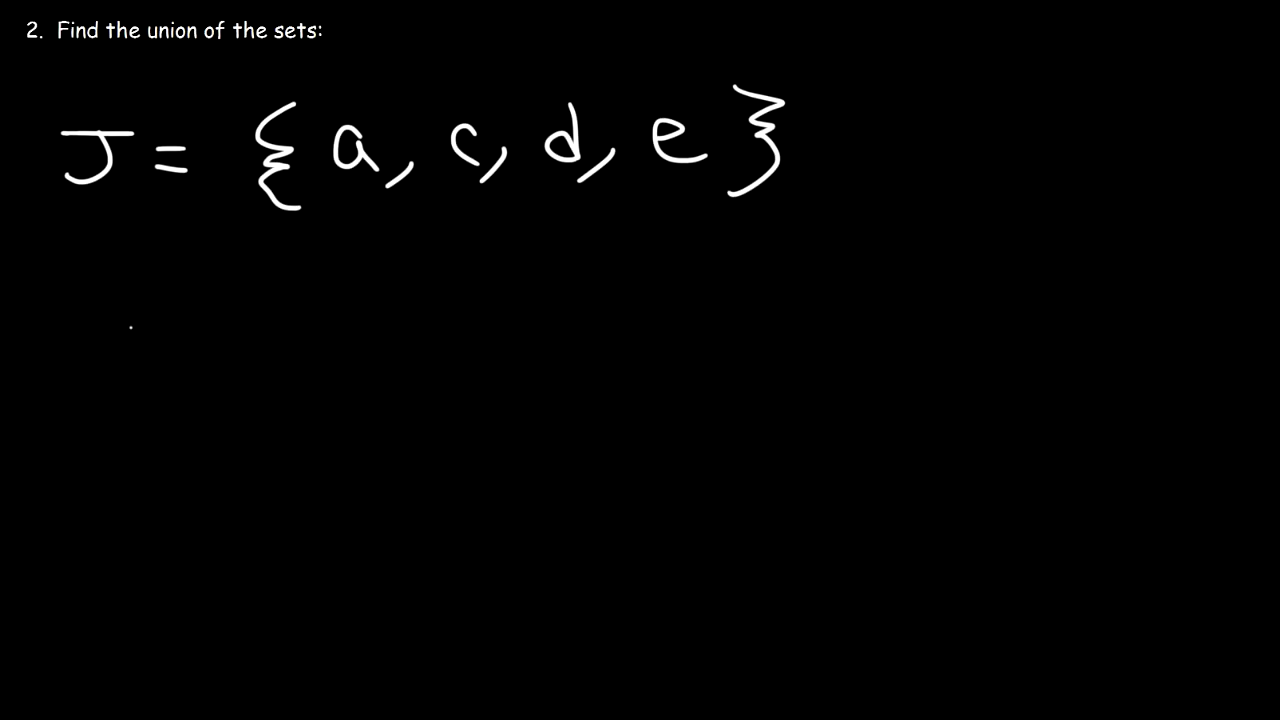 2. Find the union of the sets:
J = { a, c, d, e }